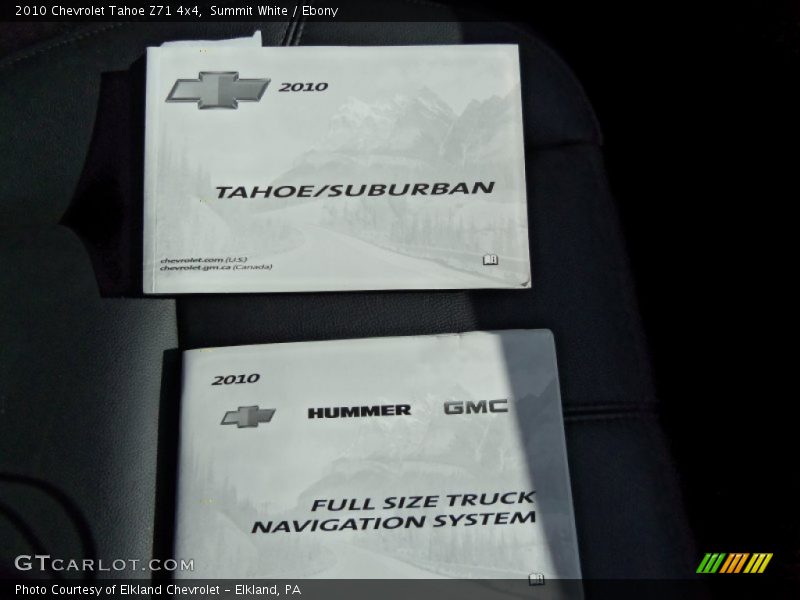 2010 Chevrolet Tahoe Z71 4x4,  Summit White / Ebony
2010
TAHOE/SUBURBAN
chevrolet.com (U.S.)
chevrolet.gm.ca (Canada)
2010
HUMMER GMC
FULL SIZE TRUCK
NAVIGATION SYSTEM
GTCARLOT.COM
Photo Courtesy of Elkland Chevrolet - Elkland, PA